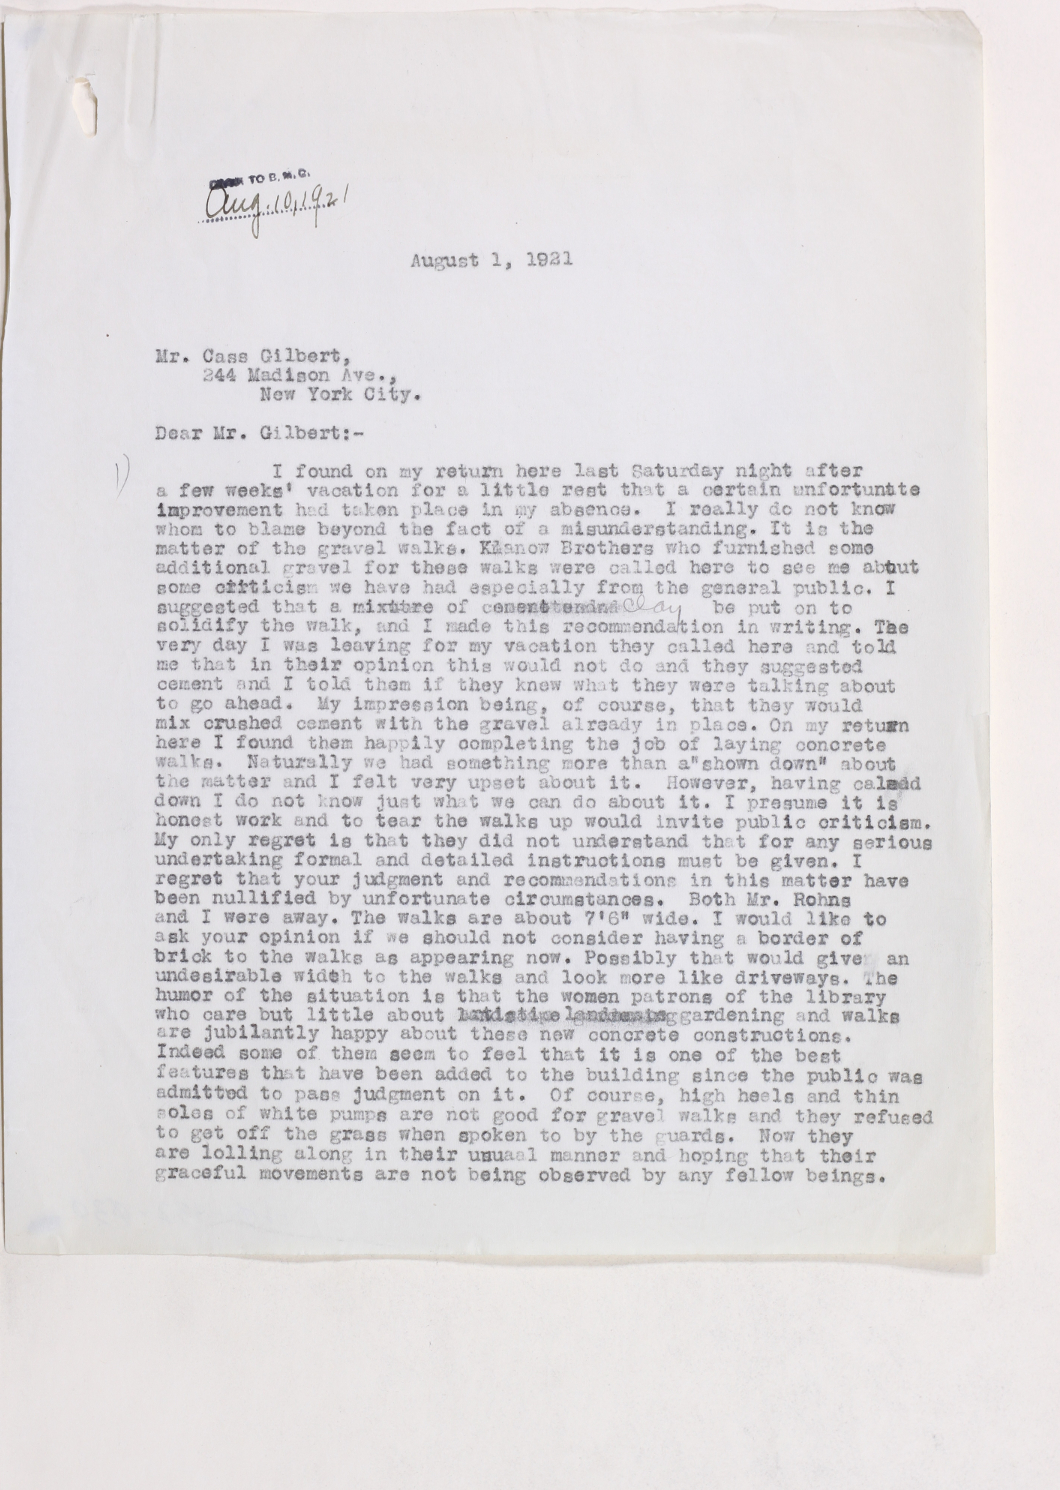 TO B. M. G.
Aug. 10, 1921
August 1, 1921
Mr. Cass Gilbert,
244 Madison Ave.,
New York City.
Dear Mr. Gilbert:-
1)
I found on my return here last Saturday night after
a few weeks' vacation for a little rest that a certain unfortunate
improvement had taken place in my absence. I really do not know
whom to blame beyond the fact of a misunderstanding. It is the
matter of the gravel walks. Kanow Brothers who furnished some
additional gravel for these walks were called here to see me about
some criticism we have had especially from the general public. I
suggested that a mixture of cement Clay be put on to
solidify the walk, and I made this recommendation in writing. The
very day I was leaving for my vacation they called here and told
me that in their opinion this would not do and they suggested
cement and I told them if they knew what they were talking about
to go ahead. My impression being, of course, that they would
mix crushed cement with the gravel already in place. On my return
here I found them happily completing the job of laying concrete
walks. Naturally we had something more than a"shown down" about
the matter and I felt very upset about it. However, having calmed
down I do not know just what we can do about it. I presume it is
honest work and to tear the walks up would invite public criticism.
My only regret is that they did not understand that for any serious
undertaking formal and detailed instructions must be given. I
regret that your judgment and recommendations in this matter have
been nullified by unfortunate circumstances. Both Mr. Rohns
and I were away. The walks are about 7'6" wide. I would like to
ask your opinion if we should not consider having a border of
brick to the walks as appearing now. Possibly that would give an
undesirable width to the walks and look more like driveways. The
humor of the situation is that the women patrons of the library
who care but little about gardening and walks
are jubilantly happy about these new concrete constructions.
Indeed some of them seem to feel that it is one of the best
features that have been added to the building since the public was
admitted to pass judgment on it. Of course, high heels and thin
soles of white pumps are not good for gravel walks and they refused
to get off the grass when spoken to by the guards. Now they
are lolling along in their usuaal manner and hoping that their
graceful movements are not being observed by any fellow beings.